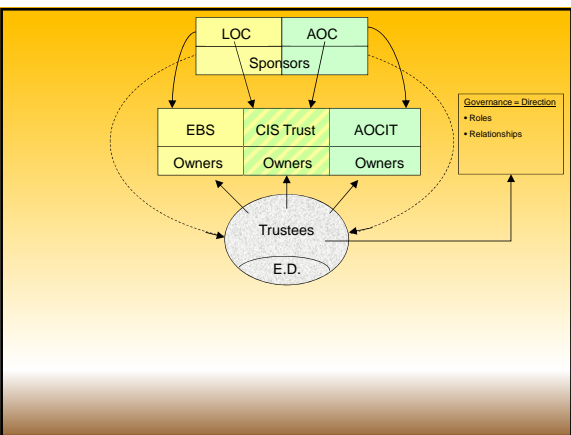 LOC AOC
Sponsors
Governance = Direction
• Roles
• Relationships
EBS CIS Trust AOCIT
Owners Owners Owners
Trustees
E.D.